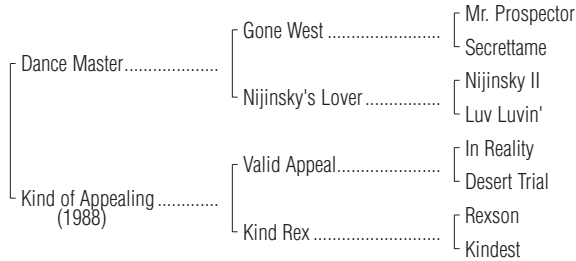 Mr. Prospector
Gone West
Secrettame
Dance Master
Nijinsky II
Nijinsky's Lover
Luv Luvin'
In Reality
Valid Appeal
Desert Trial
Kind of Appealing
(1988)
Rexson
Kind Rex
Kindest